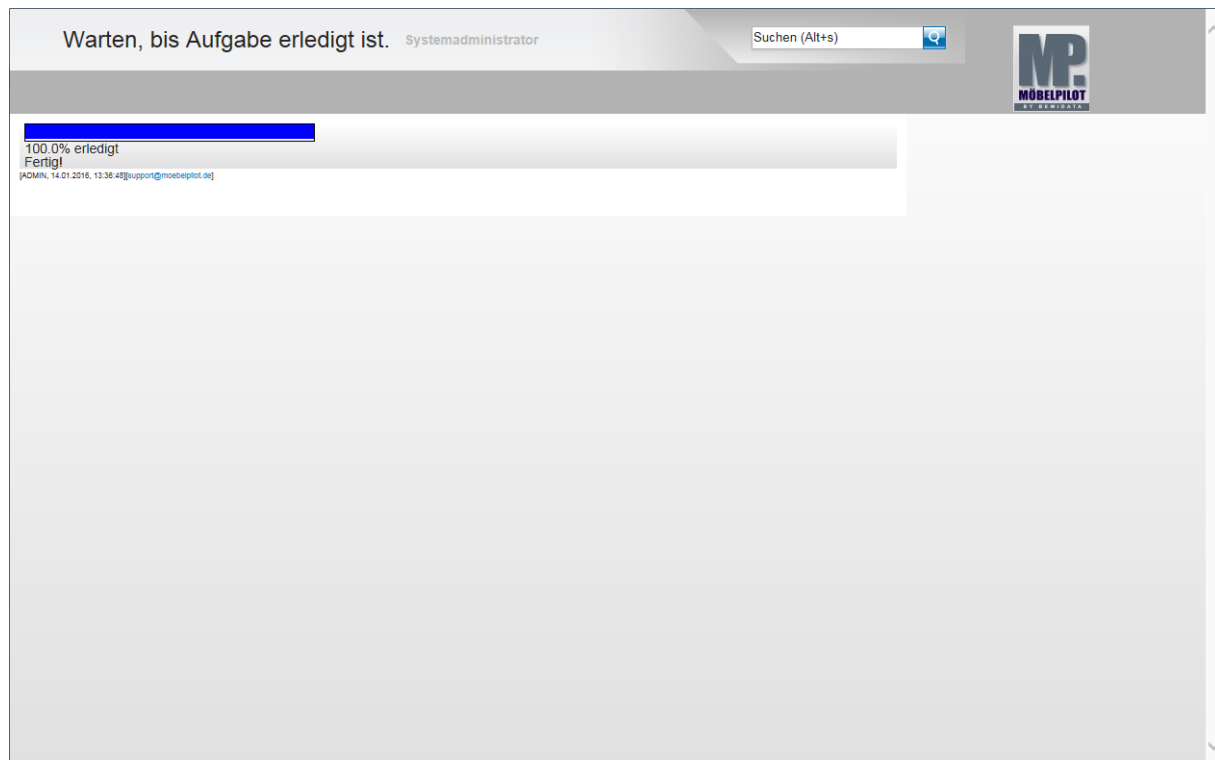 Warten, bis Aufgabe erledigt ist. Systemadministrator
Suchen (Alt+s)
MP.
MÖBELPILOT
BY BEWIDATA
100.0% erledigt
Fertig!
[ADMIN, 14.01.2016, 13:36:48][support@moebelpilot.de]